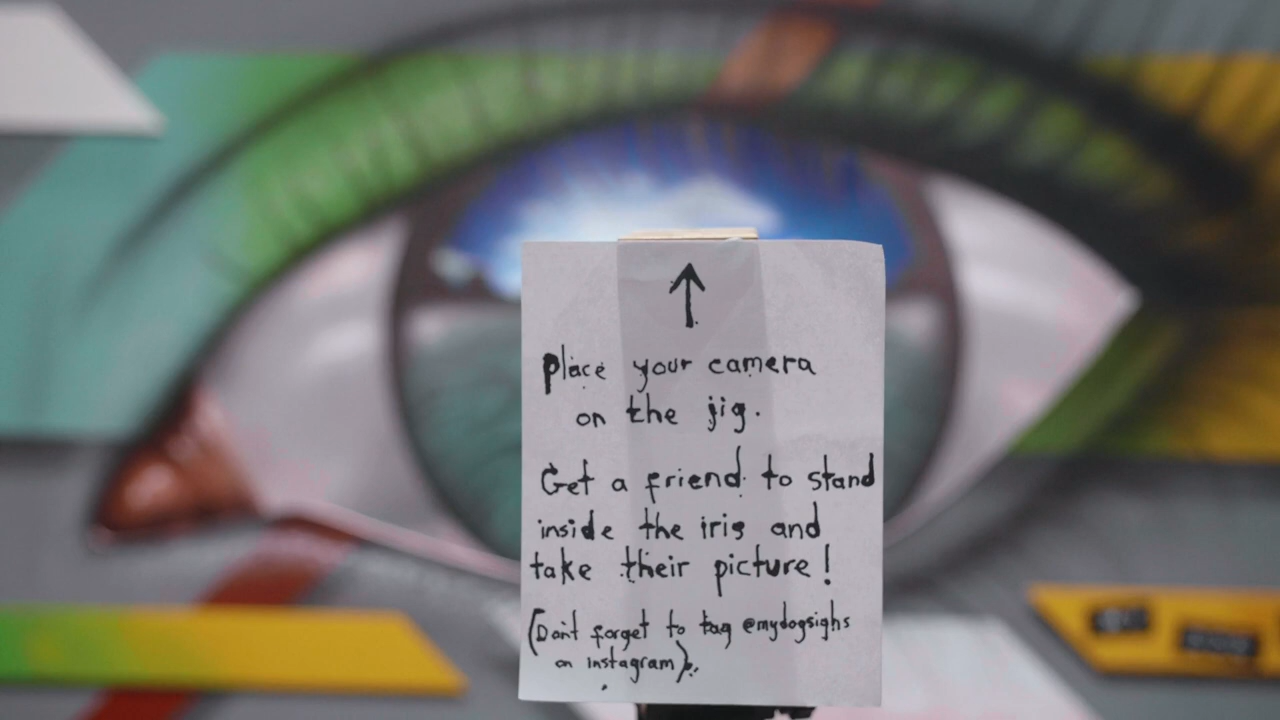 ↑
place your camera
on the jig.
Get a friend to stand
inside the iris and
take their picture!
(Don't forget to tag @mydogsighs
on instagram).